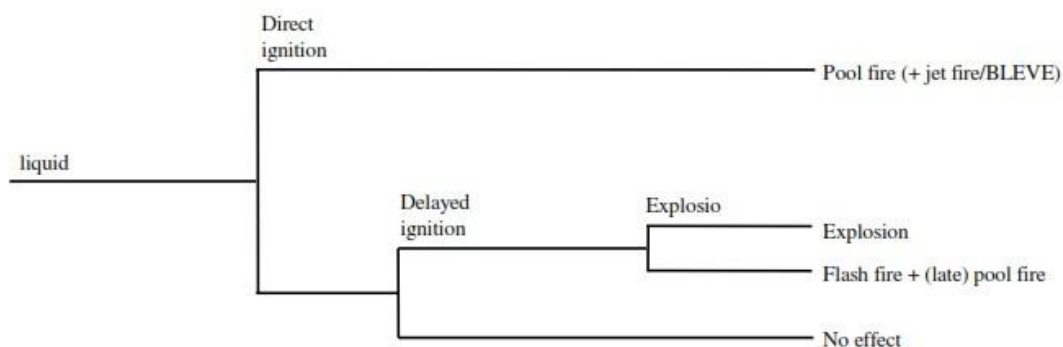 Direct
ignition
Pool fire (+ jet fire/BLEVE)
liquid
Delayed
ignition
Explosio
Explosion
Flash fire + (late) pool fire
No effect